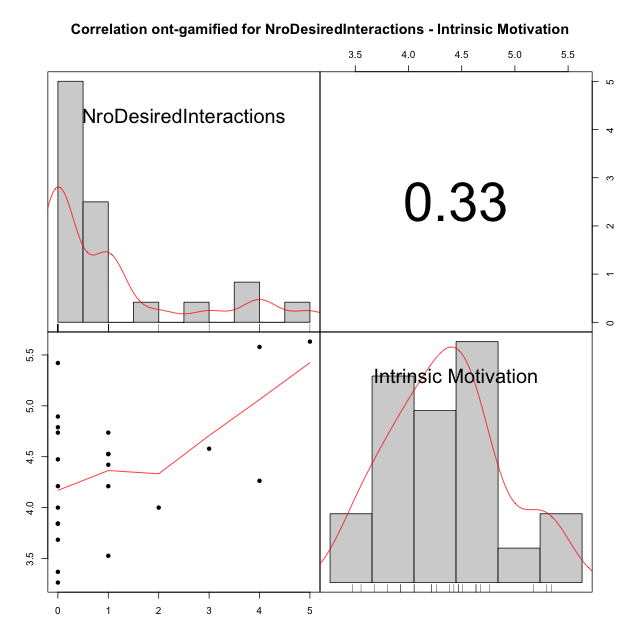 Correlation ont-gamified for NroDesiredInteractions - Intrinsic Motivation
3.5 4.0 4.5 5.0 5.5
NroDesiredInteractions
0.33
0 1 2 3 4 5
Intrinsic Motivation
3.5 4.0 4.5 5.0 5.5
0 1 2 3 4 5